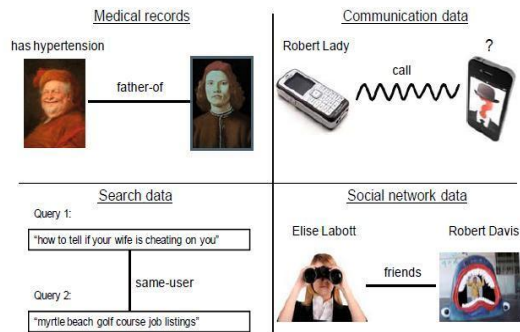 Medical records
has hypertension
father-of
Communication data
Robert Lady
call
?
Search data
Query 1:
"how to tell if your wife is cheating on you"
same-user
Query 2:
"myrtle beach golf course job listings"
Social network data
Elise Labott
Robert Davis
friends